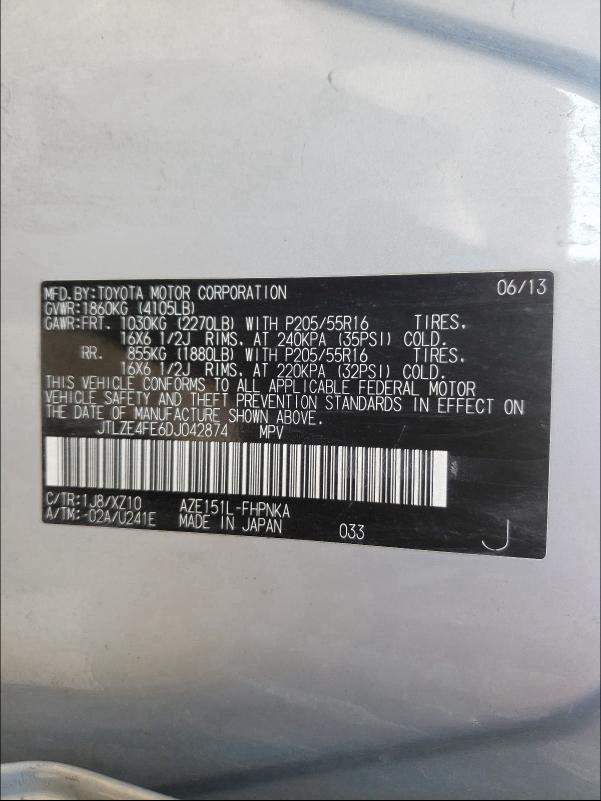 MFD.BY:TOYOTA MOTOR CORPORATION 06/13
GVWR:1860KG (4105LB)
GAWR:FRT. 1030KG (2270LB) WITH P205/55R16 TIRES,
16X6 1/2J RIMS, AT 240KPA (35PSI) COLD.
RR. 855KG (1880LB) WITH P205/55R16 TIRES,
16X6 1/2J RIMS, AT 220KPA (32PSI) COLD.
THIS VEHICLE CONFORMS TO ALL APPLICABLE FEDERAL MOTOR
VEHICLE SAFETY AND THEFT PREVENTION STANDARDS IN EFFECT ON
THE DATE OF MANUFACTURE SHOWN ABOVE.
JTLZE4FE6DJ042874 MPV
C/TR:1J8/XZ10 AZE151L-FHPNKA
A/TM:-02A/U241E MADE IN JAPAN 033 J